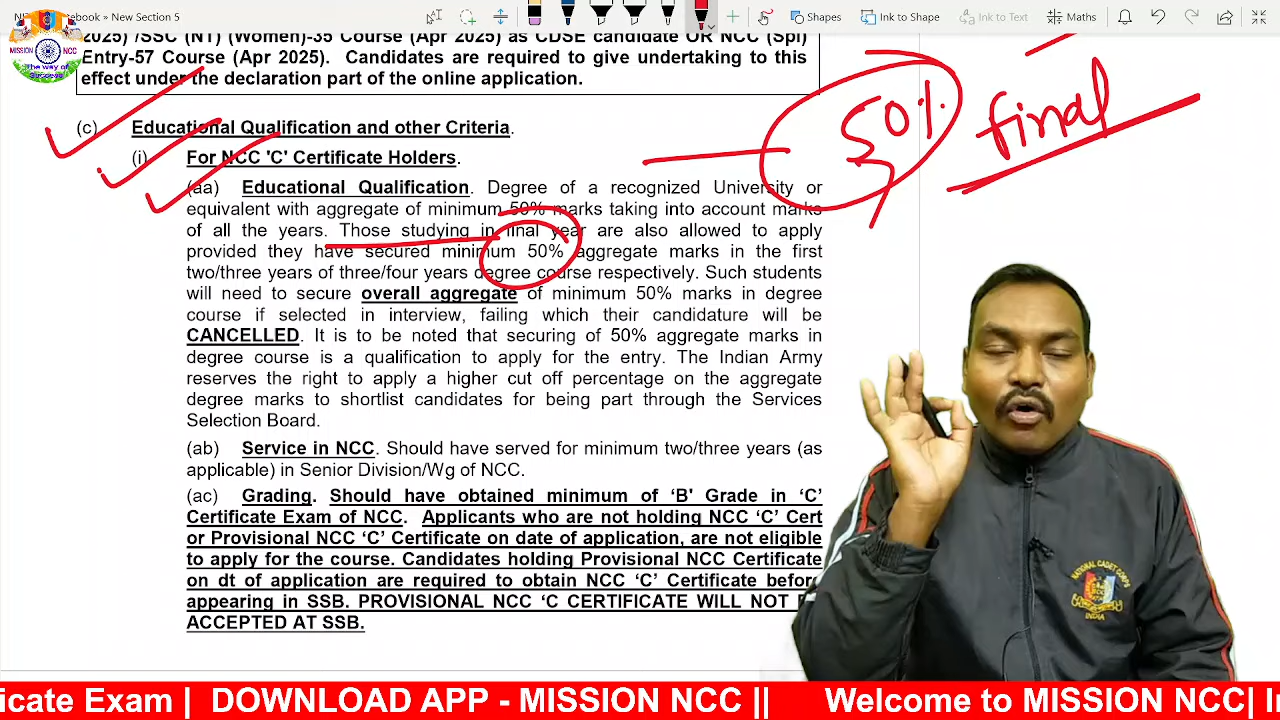 Notebook » New Section 5
Shapes
Ink to Shape
Ink to Text
Maths
MISSION NCC
The way of
Success
2025) /SSC (NT) (Women)-35 Course (Apr 2025) as CDSE candidate OR NCC (Spl)
Entry-57 Course (Apr 2025). Candidates are required to give undertaking to this
effect under the declaration part of the online application.
50%
final
(c) Educational Qualification and other Criteria.
(i) For NCC 'C' Certificate Holders.
(aa) Educational Qualification. Degree of a recognized University or
equivalent with aggregate of minimum 50% marks taking into account marks
of all the years. Those studying in final year are also allowed to apply
provided they have secured minimum 50% aggregate marks in the first
two/three years of three/four years degree course respectively. Such students
will need to secure overall aggregate of minimum 50% marks in degree
course if selected in interview, failing which their candidature will be
CANCELLED. It is to be noted that securing of 50% aggregate marks in
degree course is a qualification to apply for the entry. The Indian Army
reserves the right to apply a higher cut off percentage on the aggregate
degree marks to shortlist candidates for being part through the Services
Selection Board.
(ab) Service in NCC. Should have served for minimum two/three years (as
applicable) in Senior Division/Wg of NCC.
(ac) Grading. Should have obtained minimum of ‘B' Grade in ‘C’
Certificate Exam of NCC. Applicants who are not holding NCC ‘C’ Cert
or Provisional NCC ‘C’ Certificate on date of application, are not eligible
to apply for the course. Candidates holding Provisional NCC Certificate
on dt of application are required to obtain NCC ‘C’ Certificate before
appearing in SSB. PROVISIONAL NCC ‘C CERTIFICATE WILL NOT
ACCEPTED AT SSB.
NATIONAL CADET CORPS
INDIA
icate Exam | DOWNLOAD APP - MISSION NCC || Welcome to MISSION NCC|